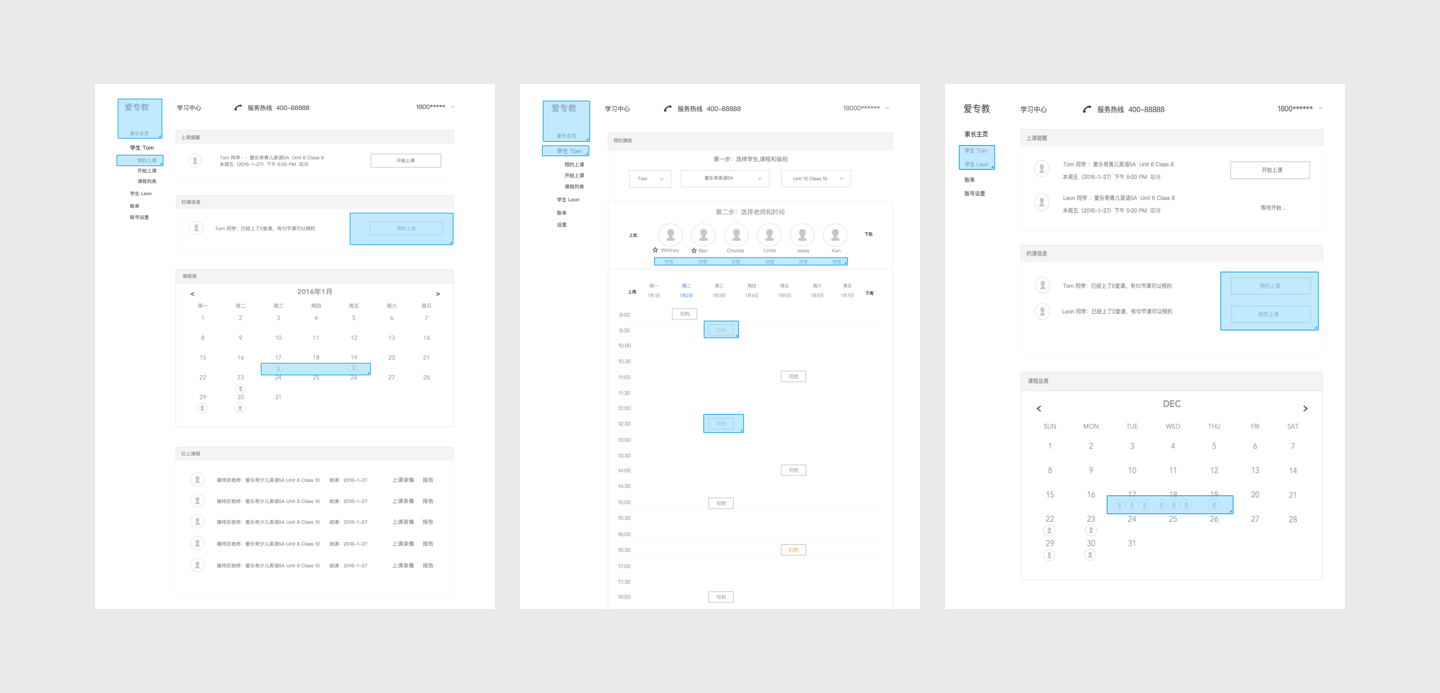 爱专教
学习中心
服务热线 400-88888
1800*****
家长主页
学生 Tom
预约上课
开始上课
课程列表
学生 Leon
账单
账号设置
上课提醒
Tom 同学：: 爱乐奇青儿英语5A Unit 6 Class 8
本周五（2016-1-27）下午 5:00 PM 取消
开始上课
约课信息
Tom 同学：已经上了5堂课，有10节课可以预约
预约上课
课程表
< 2016年1月 >
周一 周二 周三 周四 周五 周六 周日
1 2 3 4 5 6 7
8 9 10 11 12 13 14
15 16 17 18 19 20 21
22 23 24 25 26 27 28
29 30 31
已上课程
雅特尼老师：爱乐奇少儿英语5A Unit 8 Class 10 结课：2016-1-27 上课录像 报告
雅特尼老师：爱乐奇少儿英语5A Unit 8 Class 10 结课：2016-1-27 上课录像 报告
雅特尼老师：爱乐奇少儿英语5A Unit 8 Class 10 结课：2016-1-27 上课录像 报告
雅特尼老师：爱乐奇少儿英语5A Unit 8 Class 10 结课：2016-1-27 上课录像 报告
雅特尼老师：爱乐奇少儿英语5A Unit 8 Class 10 结课：2016-1-27 上课录像 报告
爱专教
学习中心
服务热线 400-88888
18000******
家长主页
学生 Tom
预约上课
开始上课
课程列表
学生 Leon
账单
设置
预约课程
第一步：选择学生,课程和组别
Tom
爱乐奇英语5A
Unit 10 Class 10
第二步：选择老师和时间
上批
下批
Whitney Ben Charlea Linda Jessy Ken
详情 详情 详情 详情 详情 详情
上周
周一 周二 周三 周四 周五 周六 周日
1月1日 1月2日 1月3日 1月4日 1月5日 1月6日 1月7日
下周
9:00 可约
9:30 已约
10:00
10:30
11:00 可约
11:30
12:00
12:30 可约
13:00
13:30
14:00 可约
14:30
15:00 可约
15:30
16:00
16:30 已约
17:00
17:30
18:00 可约
爱专教
学习中心
服务热线 400-88888
1800******
家长主页
学生 Tom
学生 Leon
账单
账号设置
上课提醒
Tom 同学：: 爱乐奇青儿英语5A Unit 6 Class 8
本周五（2016-1-27）下午 5:00 PM 取消
开始上课
Leon 同学：: 爱乐奇青儿英语5A Unit 6 Class 8
本周五（2016-1-27）下午 5:00 PM 取消
等待开始 ...
约课信息
Tom 同学：已经上了5堂课，有10节课可以预约
预约上课
Leon 同学：已经上了0堂课，有10节课可以预约
预约上课
课程总表
< DEC >
SUN MON TUE WED THU FRI SAT
1 2 3 4 5 6 7
8 9 10 11 12 13 14
15 16 17 18 19 20 21
22 23 24 25 26 27 28
29 30 31